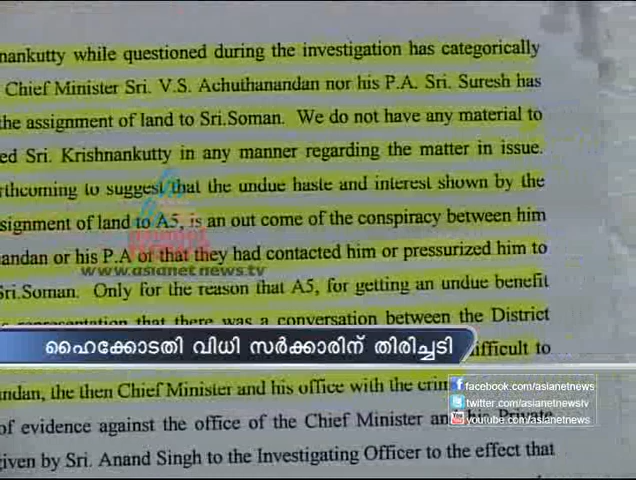 nankutty while questioned during the investigation has categorically
Chief Minister Sri. V.S. Achuthanandan nor his P.A. Sri. Suresh has
the assignment of land to Sri.Soman. We do not have any material to
ed Sri. Krishnankutty in any manner regarding the matter in issue.
rthcoming to suggest that the undue haste and interest shown by the
signment of land to A5, is an out come of the conspiracy between him
andan or his P.A or that they had contacted him or pressurized him to
www.asianetnews.tv
Sri.Soman. Only for the reason that A5, for getting an undue benefit
representation that there was a conversation between the District
ഹൈക്കോടതി വിധി സർക്കാരിന് തിരിച്ചടി
ifficult to
ndan, the then Chief Minister and his office with the crim
facebook.com/asianetnews
twitter.com/asianetnewstv
youtube.com/asianetnews
of evidence against the office of the Chief Minister and his Private
given by Sri. Anand Singh to the Investigating Officer to the effect that